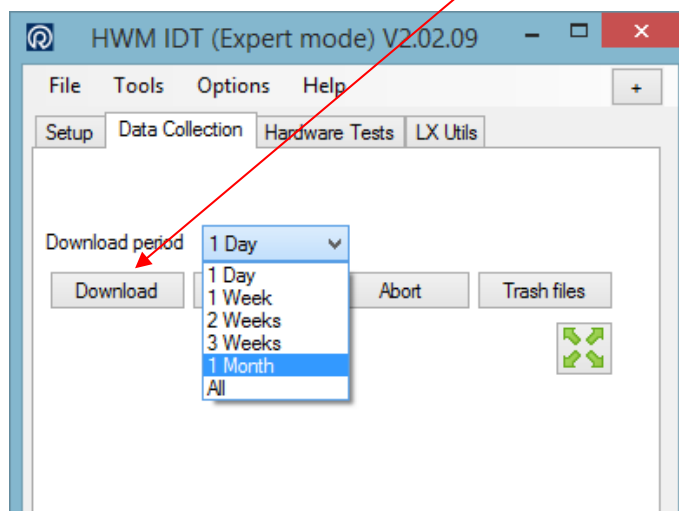 HWM IDT (Expert mode) V2.02.09
File Tools Options Help
+
Setup Data Collection Hardware Tests LX Utils
Download period 1 Day
Download Abort Trash files
1 Day
1 Week
2 Weeks
3 Weeks
1 Month
All